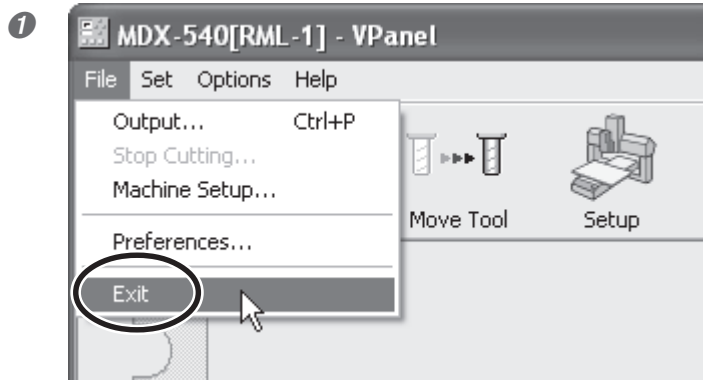 1
MDX-540[RML-1] - VPanel
File Set Options Help
Output... Ctrl+P
Stop Cutting...
Machine Setup...
Move Tool Setup
Preferences...
Exit